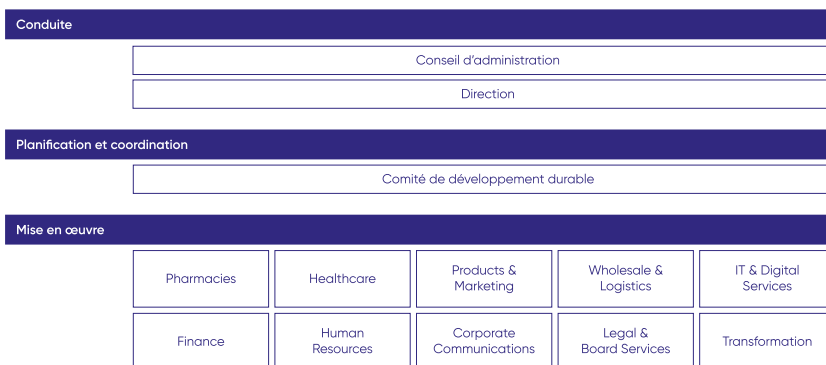 Conduite
Conseil d’administration
Direction
Planification et coordination
Comité de développement durable
Mise en œuvre
Pharmacies
Healthcare
Products &
Marketing
Wholesale &
Logistics
IT & Digital
Services
Finance
Human
Resources
Corporate
Communications
Legal &
Board Services
Transformation